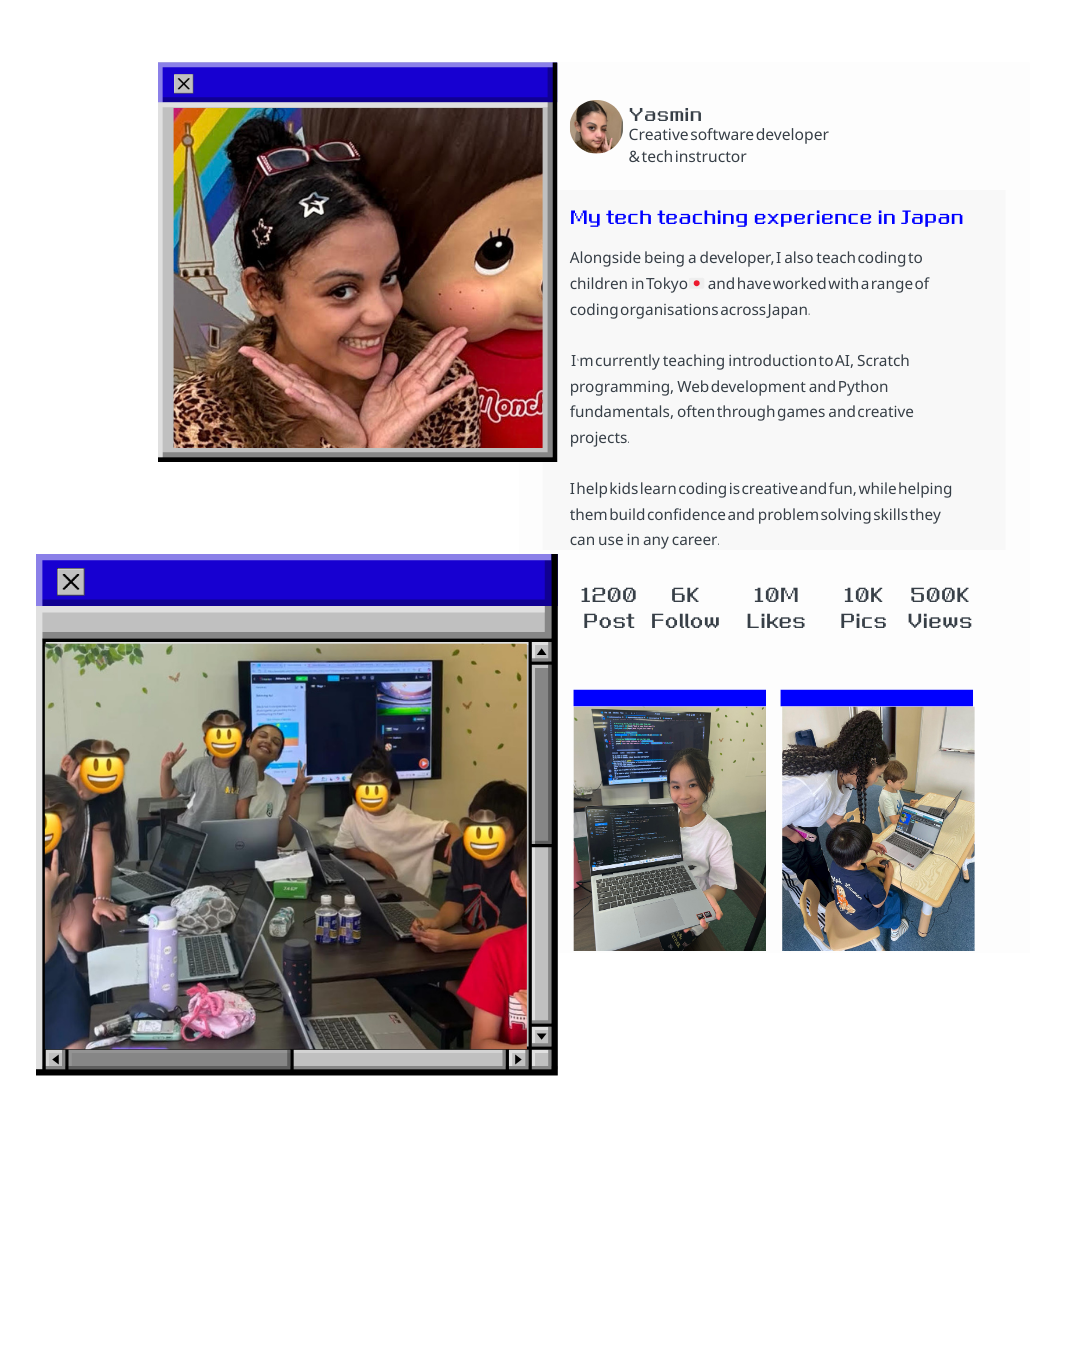 Yasmin
Creative software developer
& tech instructor
My tech teaching experience in Japan
Alongside being a developer, I also teach coding to
children in Tokyo 🇯🇵 and have worked with a range of
coding organisations across Japan.
I'm currently teaching introduction to AI, Scratch
programming, Web development and Python
fundamentals, often through games and creative
projects.
I help kids learn coding is creative and fun, while helping
them build confidence and problem solving skills they
can use in any career.
1200 6K 10M 10K 500K
Post Follow Likes Pics Views